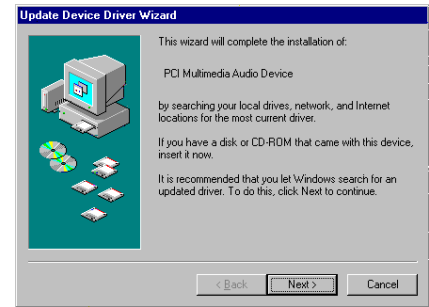 Update Device Driver Wizard
This wizard will complete the installation of:
PCI Multimedia Audio Device
by searching your local drives, network, and Internet
locations for the most current driver.
If you have a disk or CD-ROM that came with this device,
insert it now.
It is recommended that you let Windows search for an
updated driver. To do this, click Next to continue.
< Back Next > Cancel